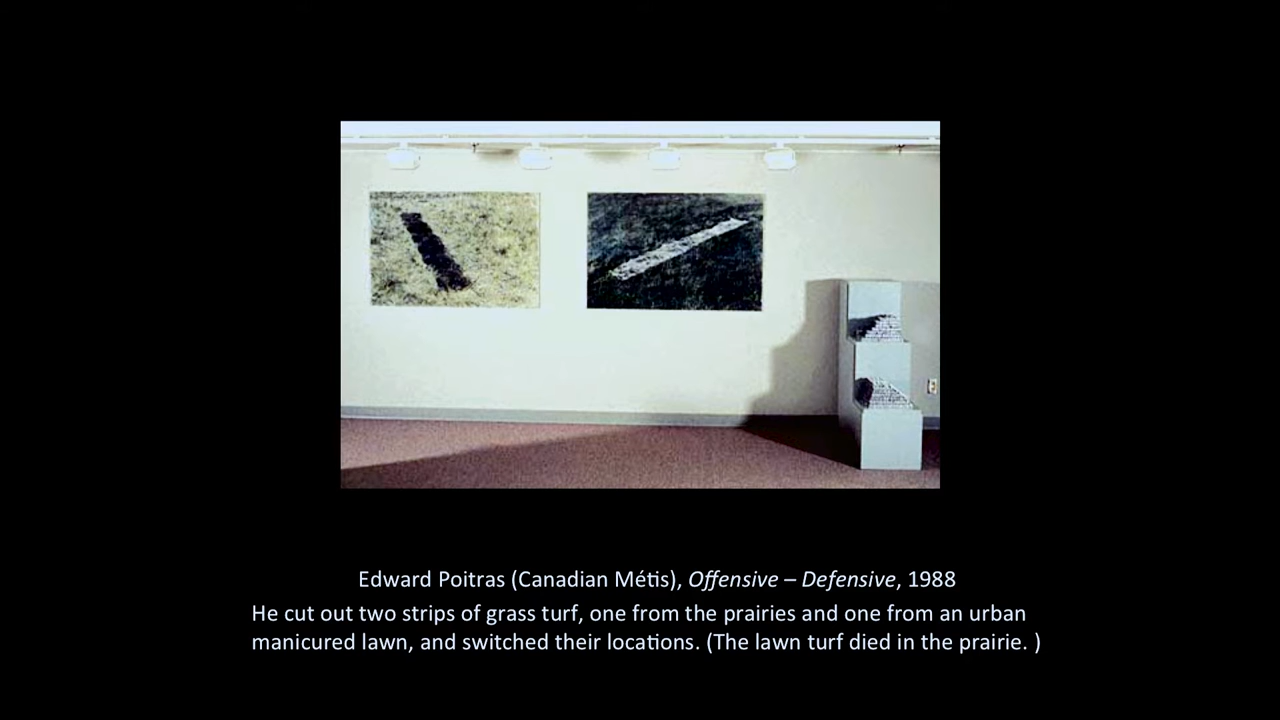 Edward Poitras (Canadian Métis), Offensive – Defensive, 1988
He cut out two strips of grass turf, one from the prairies and one from an urban
manicured lawn, and switched their locations. (The lawn turf died in the prairie. )